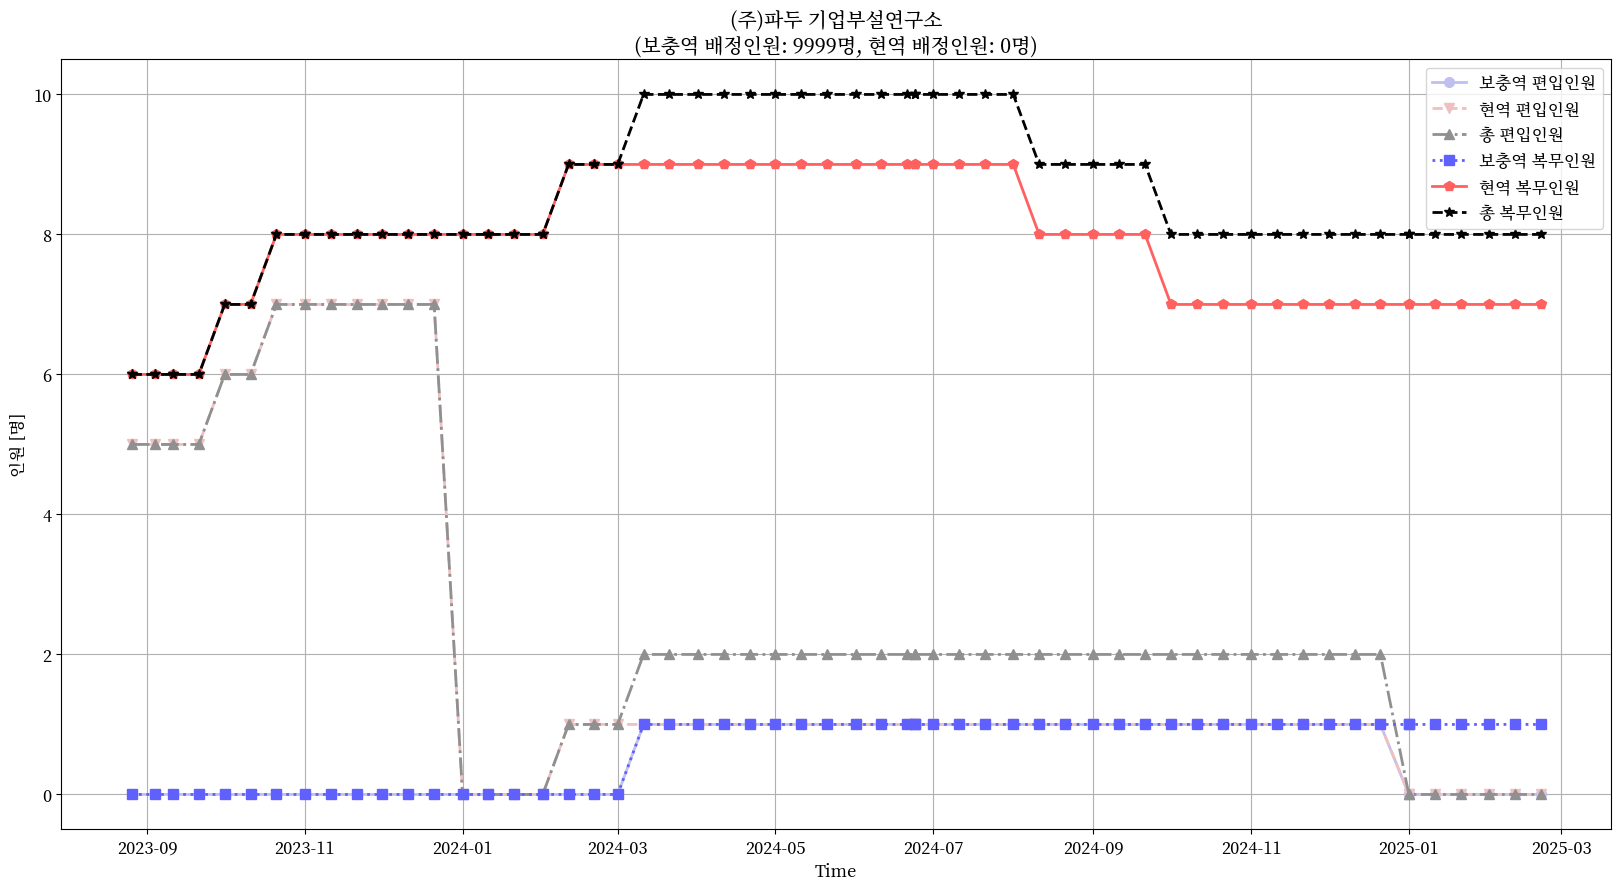 (주)파두 기업부설연구소
(보충역 배정인원: 9999명, 현역 배정인원: 0명)
보충역 편입인원
현역 편입인원
총 편입인원
보충역 복무인원
현역 복무인원
총 복무인원
인원 [명]
10
8
6
4
2
0
2023-09
2023-11
2024-01
2024-03
2024-05
2024-07
2024-09
2024-11
2025-01
2025-03
Time